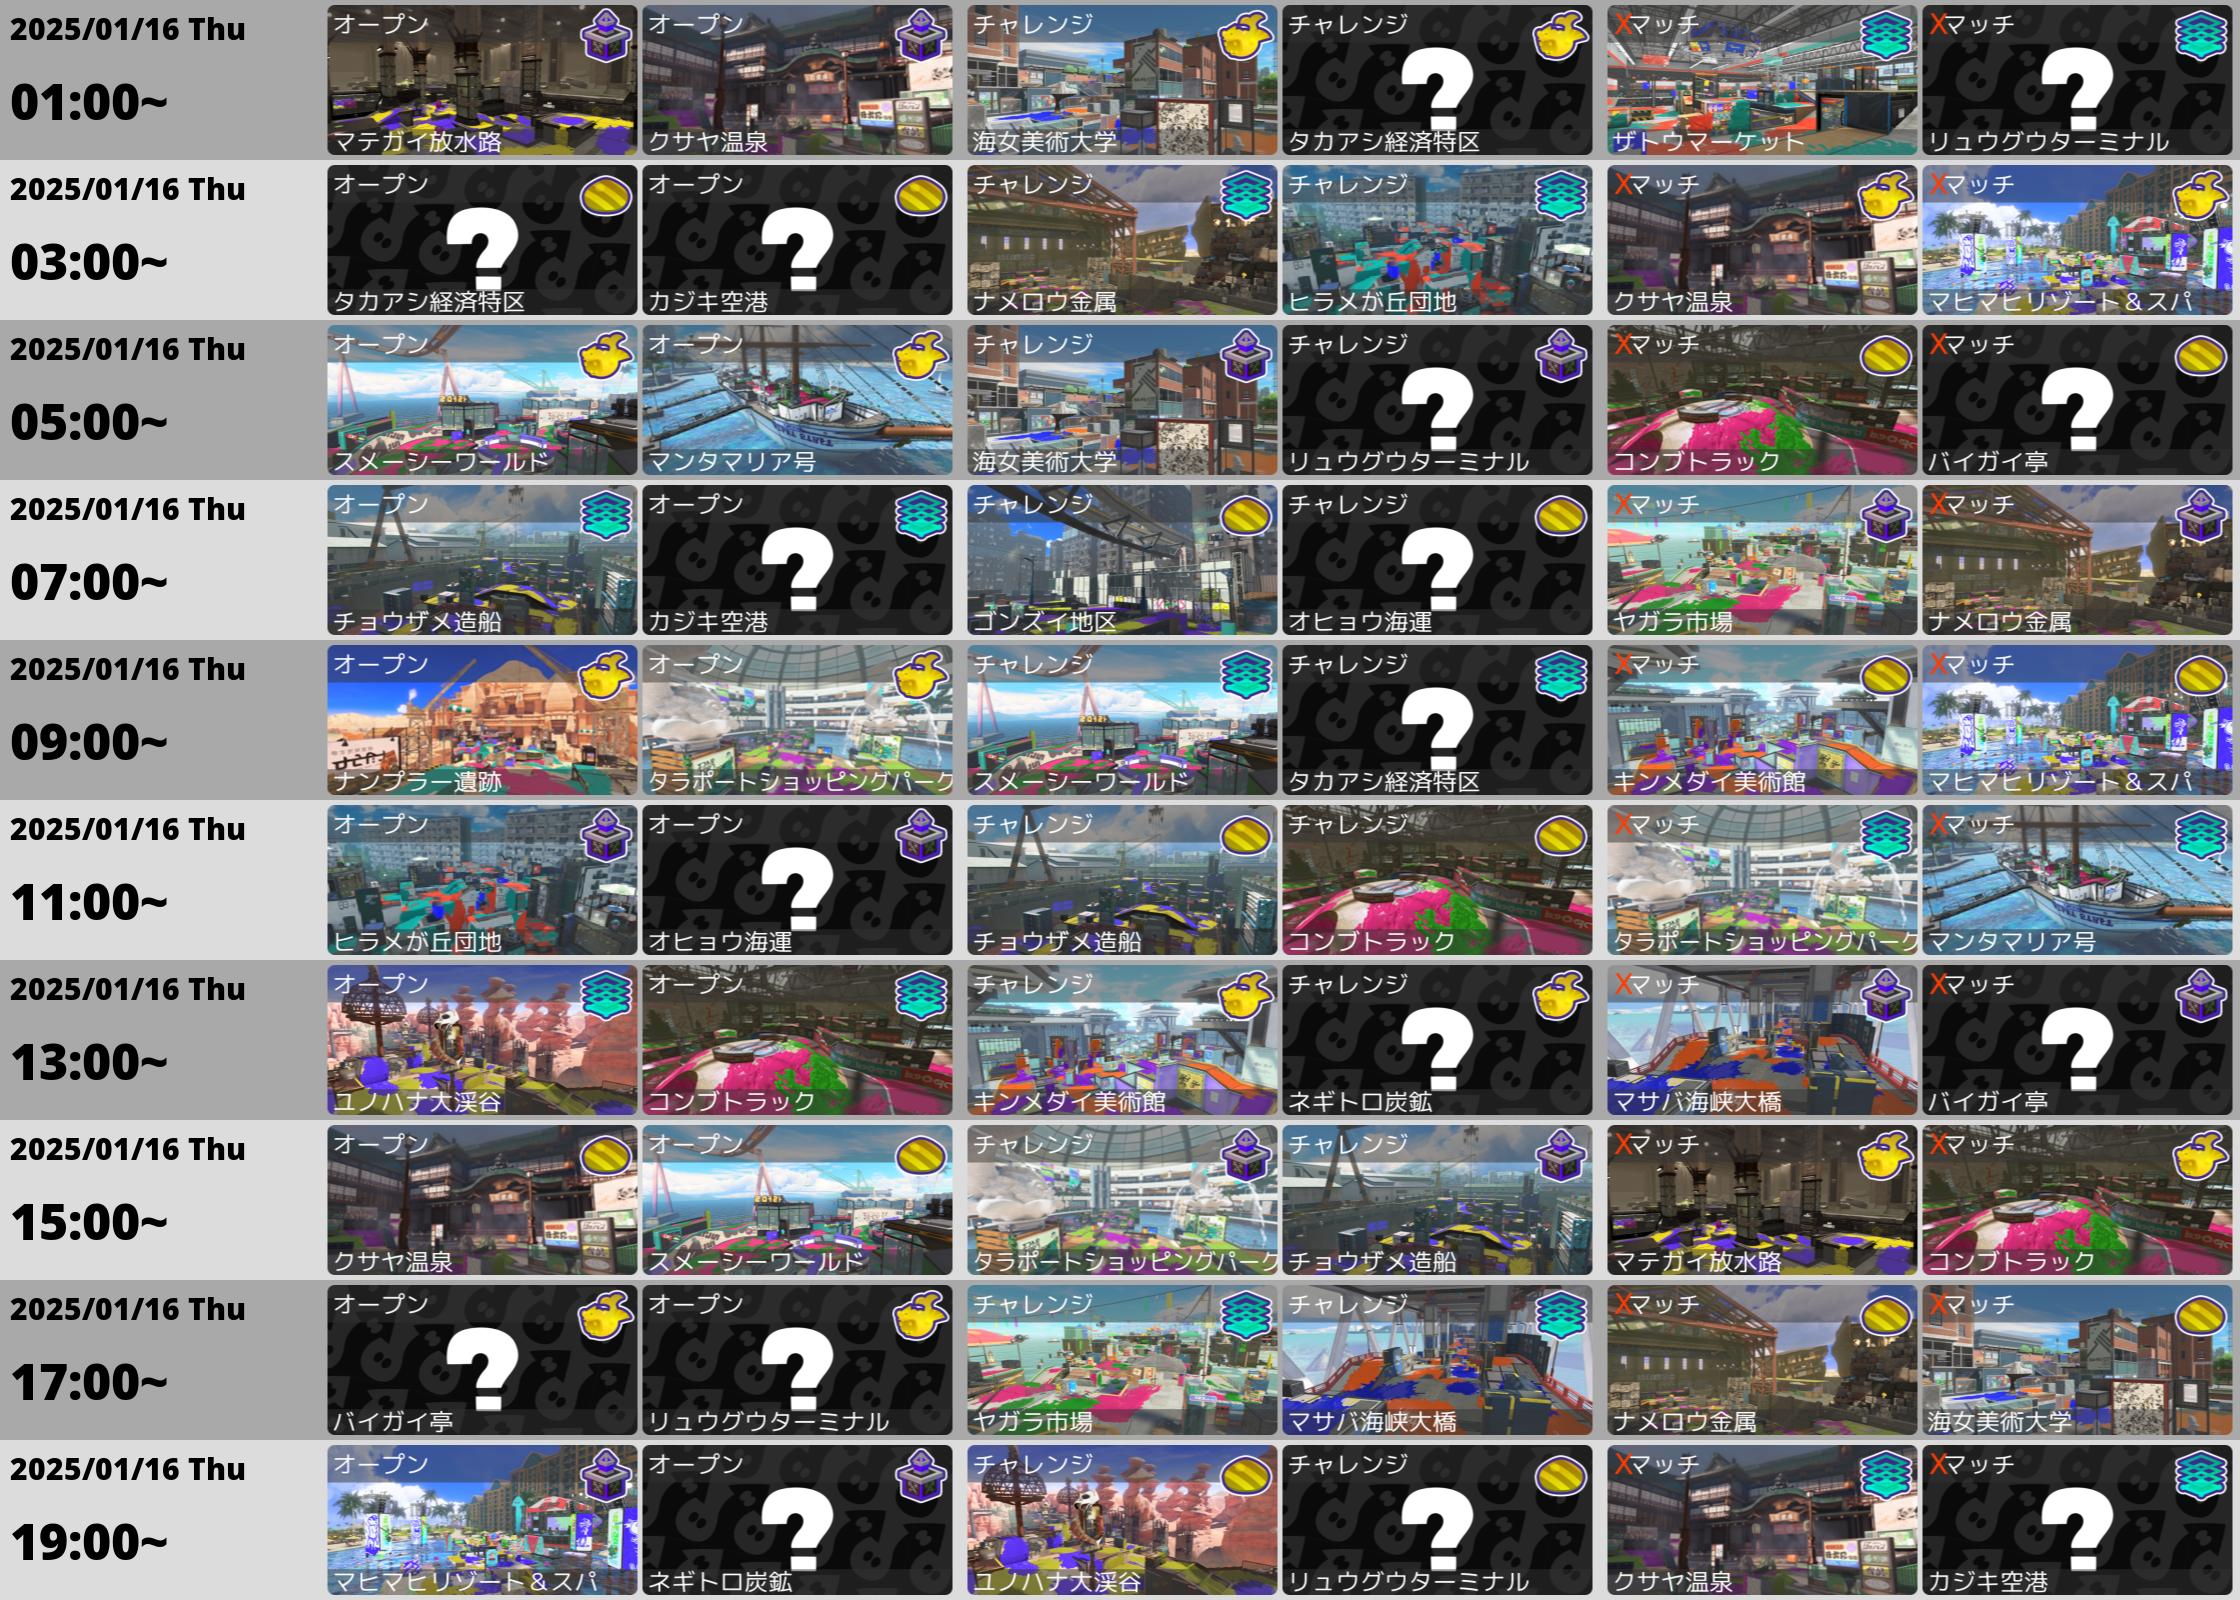 2025/01/16 Thu
01:00~
オープン
マテガイ放水路
オープン
クサヤ温泉
チャレンジ
海女美術大学
チャレンジ
タカアシ経済特区
Xマッチ
ザトウマーケット
Xマッチ
リュウグウターミナル
2025/01/16 Thu
03:00~
オープン
タカアシ経済特区
オープン
カジキ空港
チャレンジ
ナメロウ金属
チャレンジ
ヒラメが丘団地
Xマッチ
クサヤ温泉
Xマッチ
マヒマヒリゾート＆スパ
2025/01/16 Thu
05:00~
オープン
スメーシーワールド
オープン
マンタマリア号
チャレンジ
海女美術大学
チャレンジ
リュウグウターミナル
Xマッチ
コンブトラック
Xマッチ
バイガイ亭
2025/01/16 Thu
07:00~
オープン
チョウザメ造船
オープン
カジキ空港
チャレンジ
ゴンズイ地区
チャレンジ
オヒョウ海運
Xマッチ
ヤガラ市場
Xマッチ
ナメロウ金属
2025/01/16 Thu
09:00~
オープン
ナンプラー遺跡
オープン
タラポートショッピングパーク
チャレンジ
スメーシーワールド
チャレンジ
タカアシ経済特区
Xマッチ
キンメダイ美術館
Xマッチ
マヒマヒリゾート＆スパ
2025/01/16 Thu
11:00~
オープン
ヒラメが丘団地
オープン
オヒョウ海運
チャレンジ
チョウザメ造船
チャレンジ
コンブトラック
Xマッチ
タラポートショッピングパーク
Xマッチ
マンタマリア号
2025/01/16 Thu
13:00~
オープン
ユノハナ大渓谷
オープン
コンブトラック
チャレンジ
キンメダイ美術館
チャレンジ
ネギトロ炭鉱
Xマッチ
マサバ海峡大橋
Xマッチ
バイガイ亭
2025/01/16 Thu
15:00~
オープン
クサヤ温泉
オープン
スメーシーワールド
チャレンジ
タラポートショッピングパーク
チャレンジ
チョウザメ造船
Xマッチ
マテガイ放水路
Xマッチ
コンブトラック
2025/01/16 Thu
17:00~
オープン
バイガイ亭
オープン
リュウグウターミナル
チャレンジ
ヤガラ市場
チャレンジ
マサバ海峡大橋
Xマッチ
ナメロウ金属
Xマッチ
海女美術大学
2025/01/16 Thu
19:00~
オープン
マヒマヒリゾート＆スパ
オープン
ネギトロ炭鉱
チャレンジ
ユノハナ大渓谷
チャレンジ
リュウグウターミナル
Xマッチ
クサヤ温泉
Xマッチ
カジキ空港